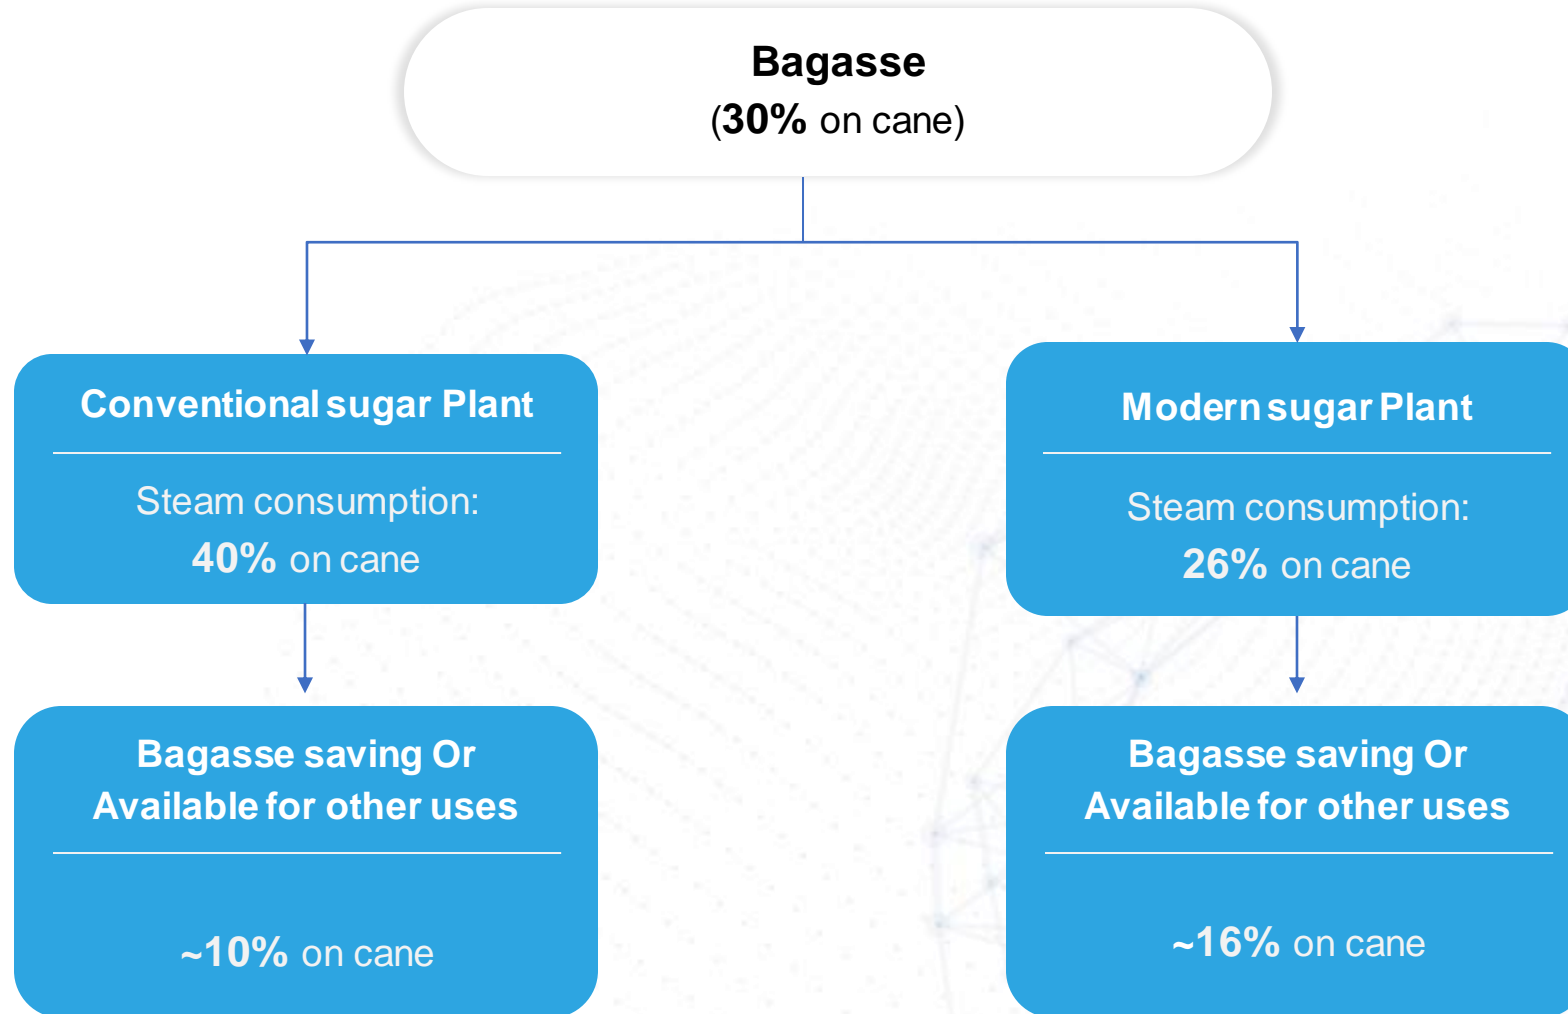 Bagasse
(30% on cane)
Conventional sugar Plant
Steam consumption:
40% on cane
Modern sugar Plant
Steam consumption:
26% on cane
Bagasse saving Or
Available for other uses
~10% on cane
Bagasse saving Or
Available for other uses
~16% on cane